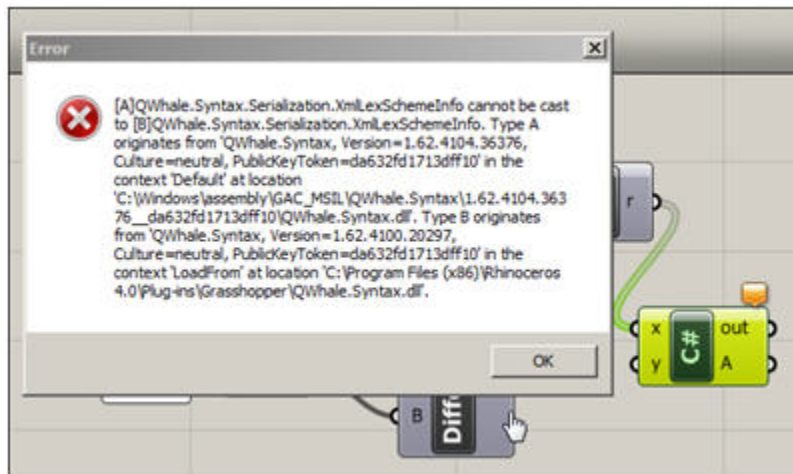 Error
[A]QWhale.Syntax.Serialization.XmlLexSchemeInfo cannot be cast
to [B]QWhale.Syntax.Serialization.XmlLexSchemeInfo. Type A
originates from 'QWhale.Syntax, Version=1.62.4104.36376,
Culture=neutral, PublicKeyToken=da632fd1713dff10' in the
context 'Default' at location
'C:\Windows\assembly\GAC_MSIL\QWhale.Syntax\1.62.4104.363
76__da632fd1713dff10\QWhale.Syntax.dll'. Type B originates
from 'QWhale.Syntax, Version=1.62.4100.20297,
Culture=neutral, PublicKeyToken=da632fd1713dff10' in the
context 'LoadFrom' at location 'C:\Program Files (x86)\Rhinoceros
4.0\Plug-ins\Grasshopper\QWhale.Syntax.dll'.
OK
r
x
y
C#
out
A
B
Diffe